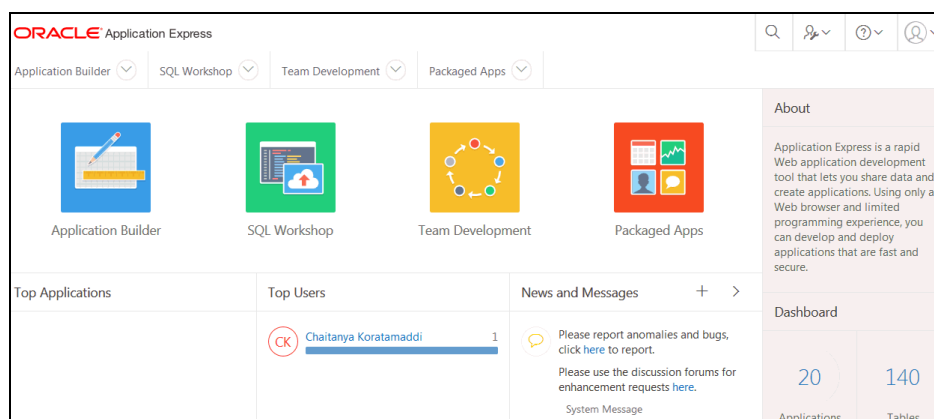 ORACLE Application Express
Application Builder
SQL Workshop
Team Development
Packaged Apps
Application Builder
SQL Workshop
Team Development
Packaged Apps
About
Application Express is a rapid
Web application development
tool that lets you share data and
create applications. Using only a
Web browser and limited
programming experience, you
can develop and deploy
applications that are fast and
secure.
Top Applications
Top Users
CK
Chaitanya Koratamaddi 1
News and Messages
Please report anomalies and bugs,
click here to report.
Please use the discussion forums for
enhancement requests here.
System Message
Dashboard
20
140
Applications
Tables